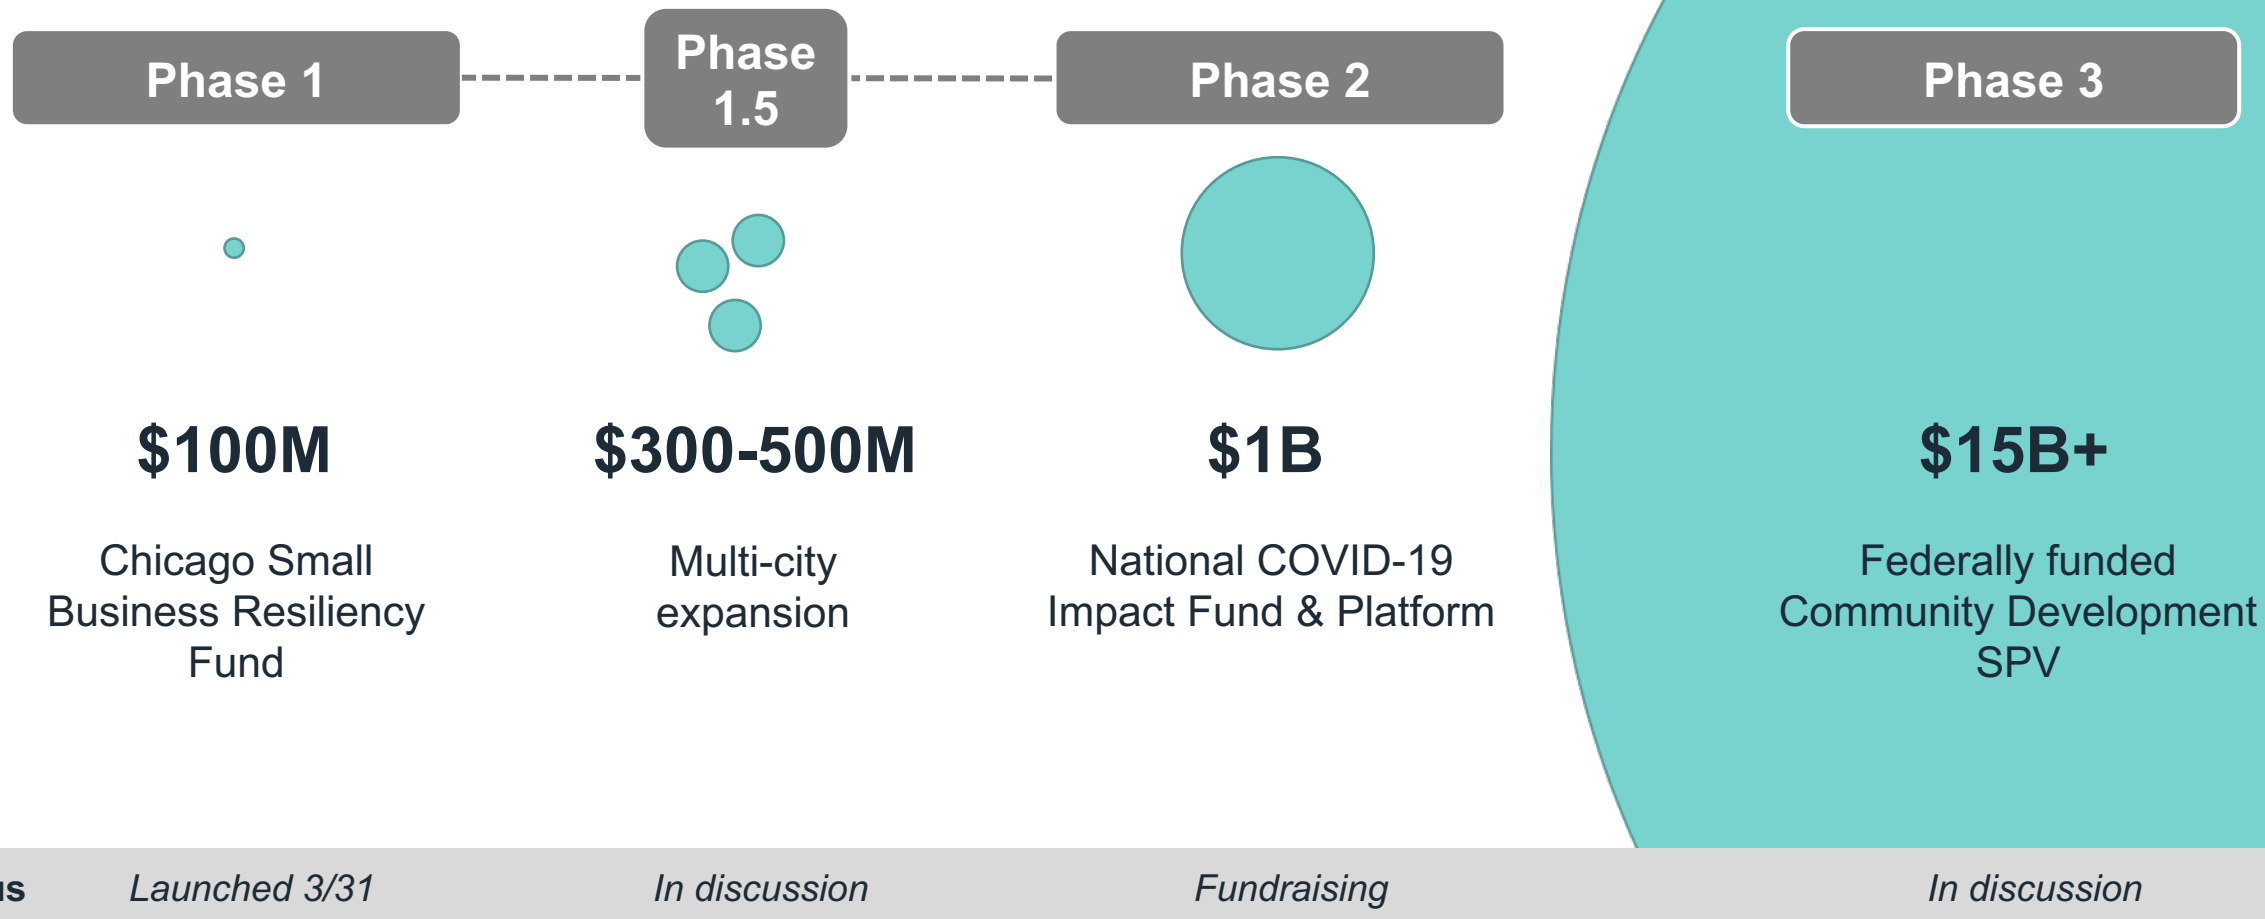 Phase 1
Phase
1.5
Phase 2
Phase 3
$100M
$300-500M
$1B
$15B+
Chicago Small
Business Resiliency
Fund
Multi-city
expansion
National COVID-19
Impact Fund & Platform
Federally funded
Community Development
SPV
Launched 3/31
In discussion
Fundraising
In discussion